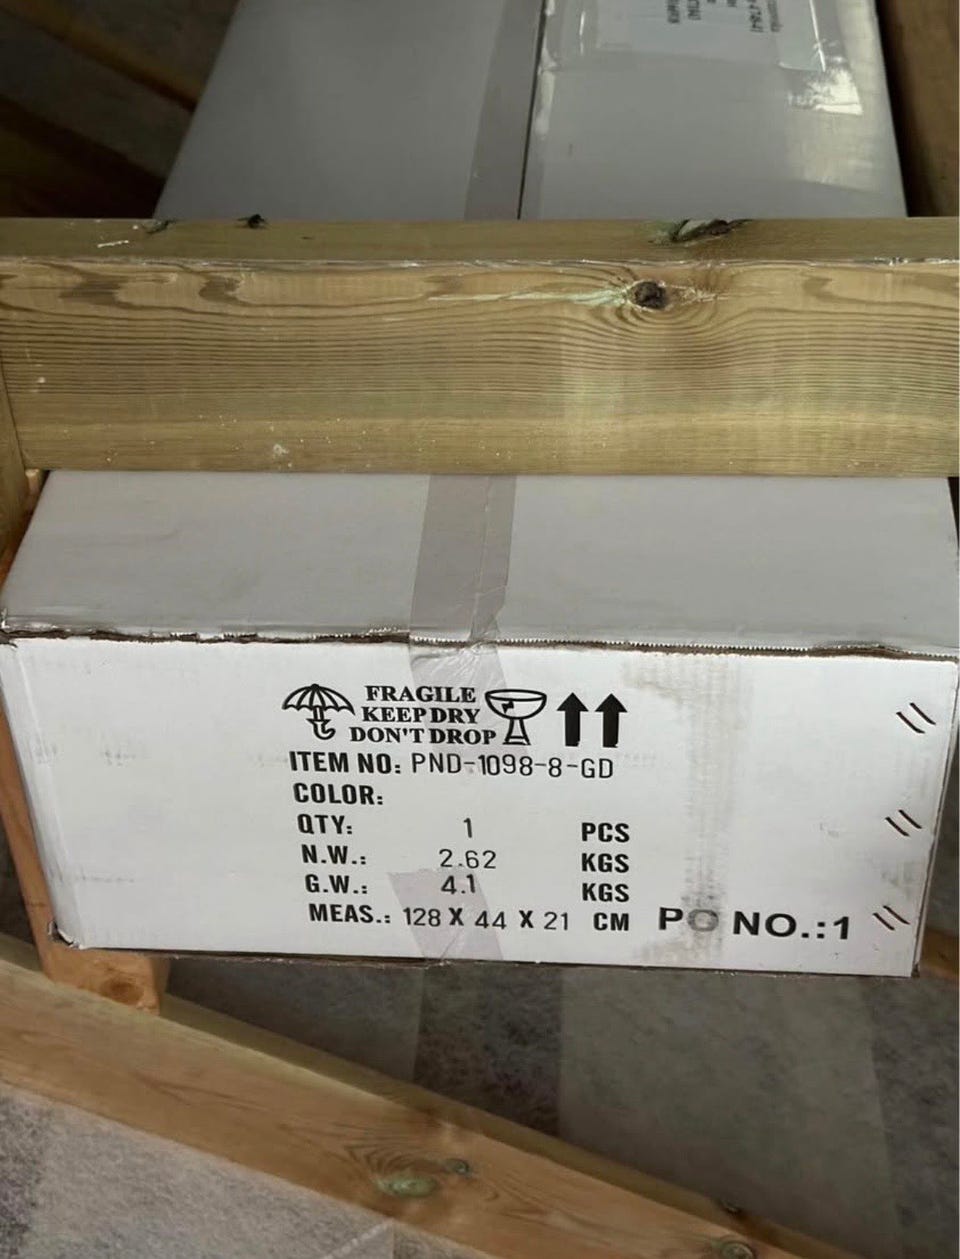 FRAGILE
KEEP DRY
DON'T DROP
ITEM NO: PND-1098-8-GD
COLOR:
QTY: 1 PCS
N.W.: 2.62 KGS
G.W.: 4.1 KGS
MEAS.: 128 X 44 X 21 CM PO NO.:1